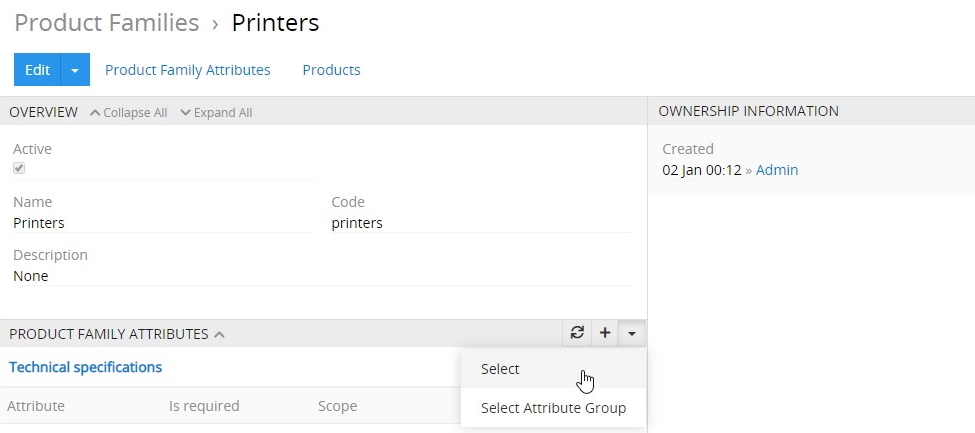 Product Families › Printers
Edit Product Family Attributes Products
OVERVIEW Collapse All Expand All
Active
Name Code
Printers printers
Description
None
OWNERSHIP INFORMATION
Created
02 Jan 00:12 » Admin
PRODUCT FAMILY ATTRIBUTES
Technical specifications
Attribute Is required Scope
Select
Select Attribute Group